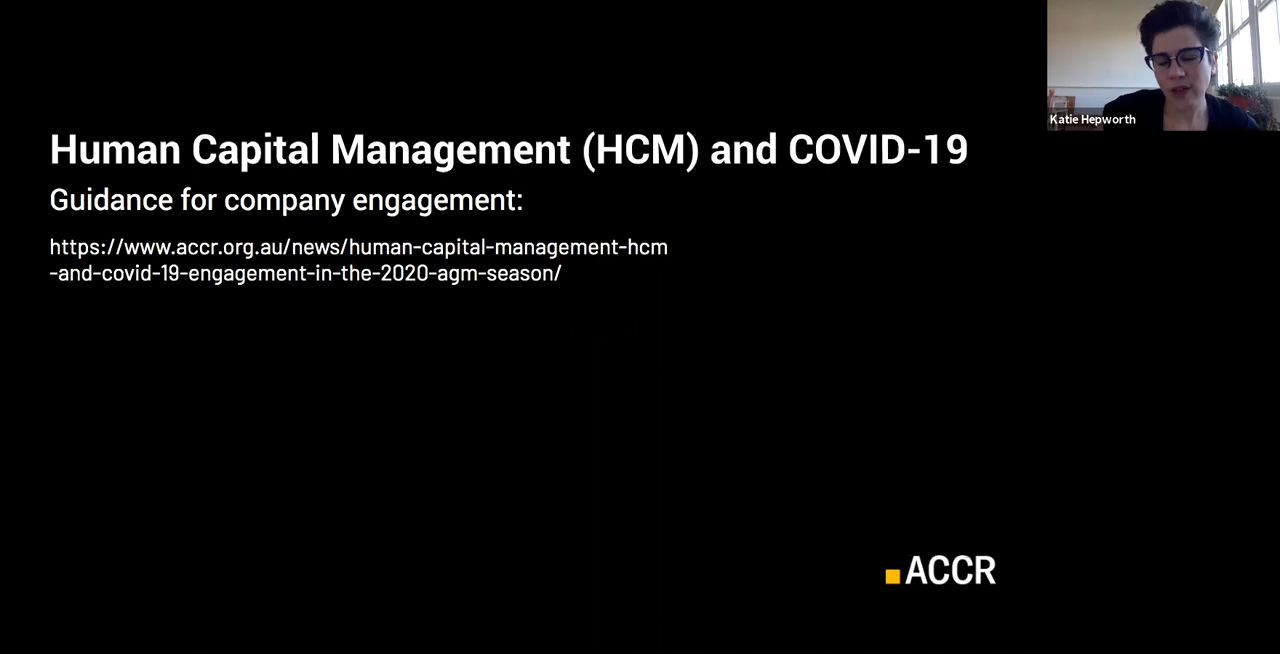 Human Capital Management (HCM) and COVID-19
Guidance for company engagement:
https://www.accr.org.au/news/human-capital-management-hcm
-and-covid-19-engagement-in-the-2020-agm-season/
Katie Hepworth
ACCR